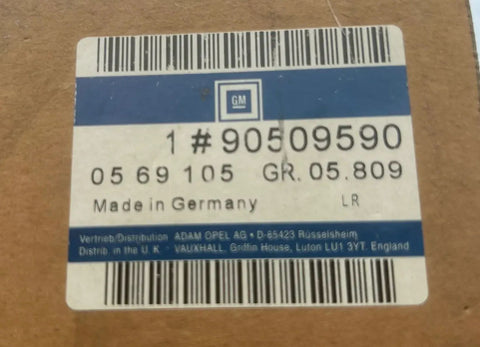 GM
1 # 90509590
05 69 105 GR. 05.809
Made in Germany LR
Vertrieb/Distribution ADAM OPEL AG • D-65423 Rüsselsheim
Distrib. in the U.K. VAUXHALL, Griffin House, Luton LU1 3YT. England